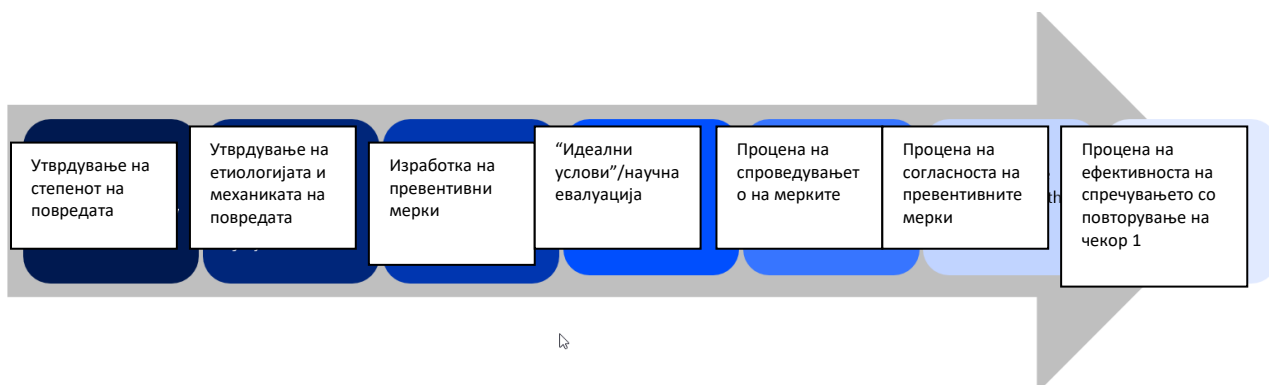 Утврдување на
степенот на
повредата
Утврдување на
етиологијата и
механиката на
повредата
Изработка на
превентивни
мерки
“Идеални
услови”/научна
евалуација
Процена на
спроведувањет
о на мерките
Процена на
согласноста на
превентивните
мерки
Процена на
ефективноста на
спречувањето со
повторување на
чекор 1